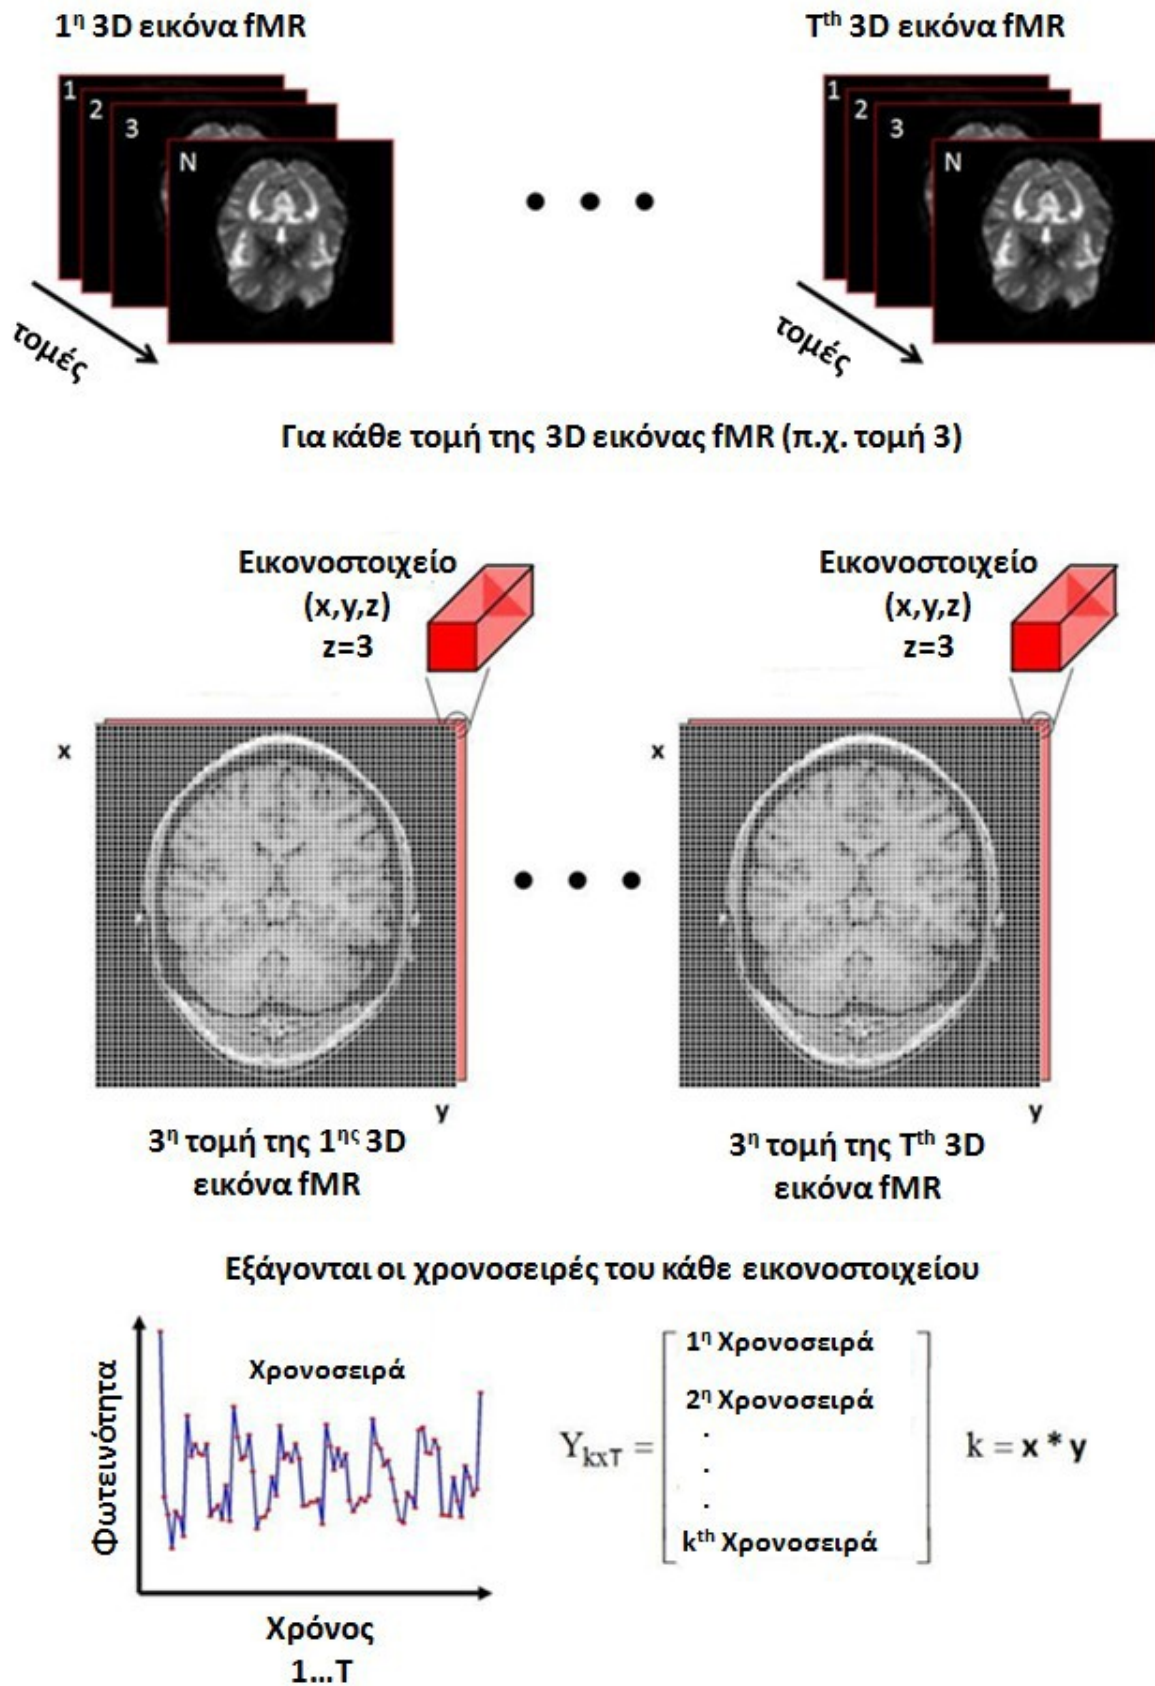 1η 3D εικόνα fMR
Tth 3D εικόνα fMR
1
2
3
N
1
2
3
N
τομές
τομές
Για κάθε τομή της 3D εικόνας fMR (π.χ. τομή 3)
Εικονοστοιχείο
(x,y,z)
z=3
Εικονοστοιχείο
(x,y,z)
z=3
x
x
y
y
3η τομή της 1ης 3D
εικόνα fMR
3η τομή της Tth 3D
εικόνα fMR
Εξάγονται οι χρονοσειρές του κάθε εικονοστοιχείου
Φωτεινότητα
Χρονοσειρά
Χρόνος
1...T
YkxT =
1η Χρονοσειρά
2η Χρονοσειρά
.
.
.
kth Χρονοσειρά
k = x * y